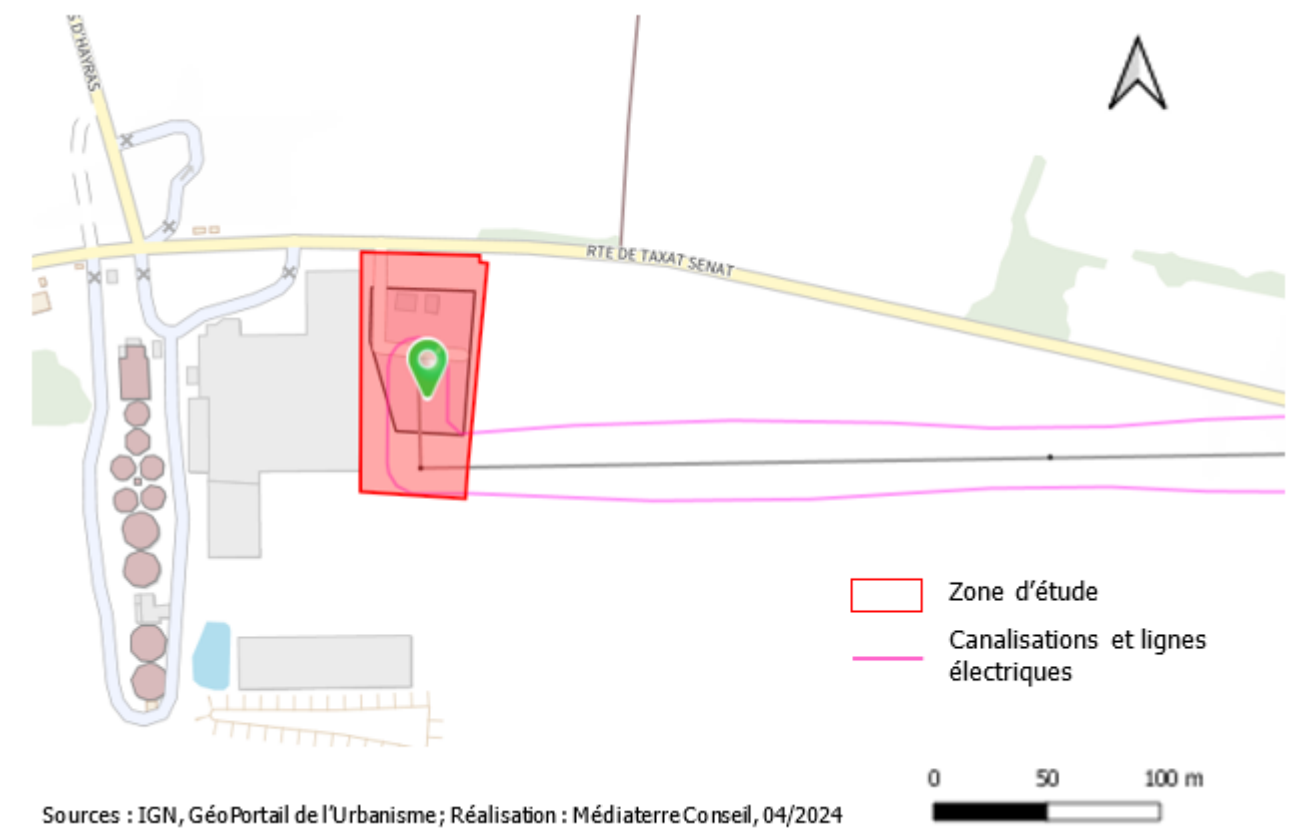 S D'HAYRAS
RTE DE TAXAT SENAT
Zone d'étude
Canalisations et lignes
électriques
0 50 100 m
Sources : IGN, GéoPortail de l'Urbanisme; Réalisation : Médiaterre Conseil, 04/2024